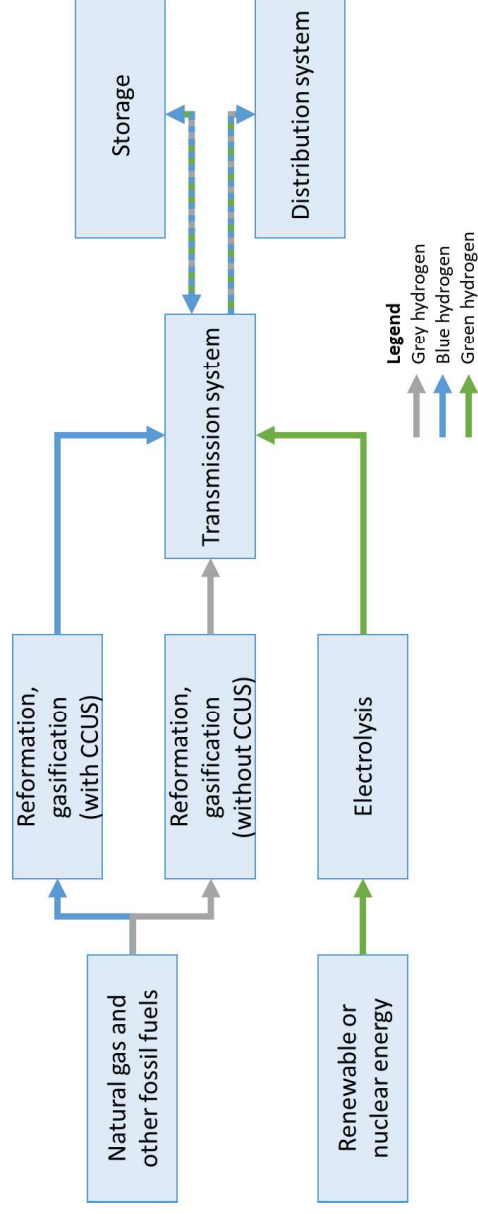 Natural gas and
other fossil fuels
Reformation,
gasification
(with CCUS)
Reformation,
gasification
(without CCUS)
Transmission system
Storage
Distribution system
Renewable or
nuclear energy
Electrolysis
Legend
Grey hydrogen
Blue hydrogen
Green hydrogen